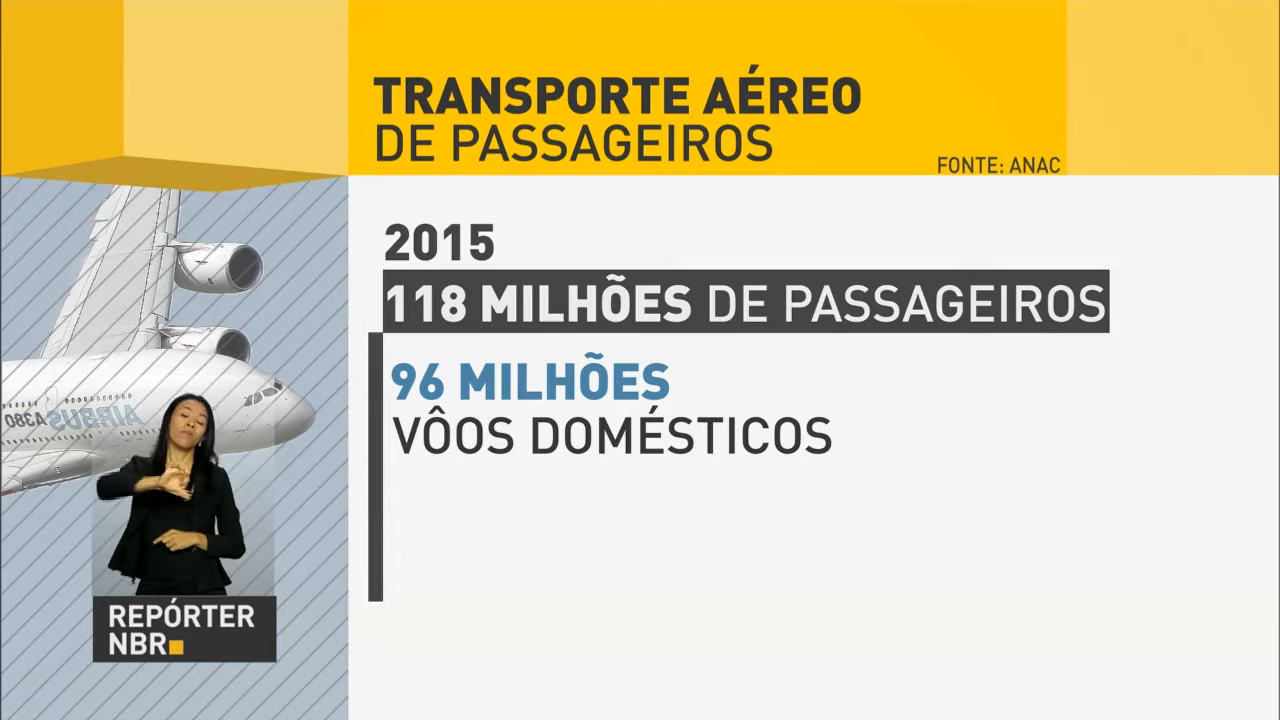 TRANSPORTE AÉREO
DE PASSAGEIROS
FONTE: ANAC
2015
118 MILHÕES DE PASSAGEIROS
96 MILHÕES
VÔOS DOMÉSTICOS
AIRBUS A380
REPÓRTER
NBR